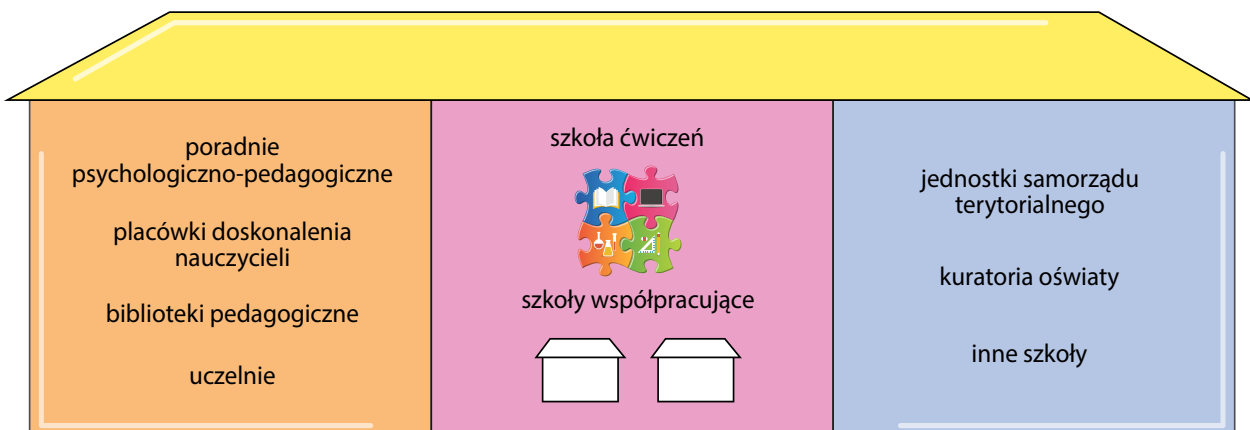 poradnie
psychologiczno-pedagogiczne
placówki doskonalenia
nauczycieli
biblioteki pedagogiczne
uczelnie
szkoła ćwiczeń
szkoły współpracujące
jednostki samorządu
terytorialnego
kuratoria oświaty
inne szkoły